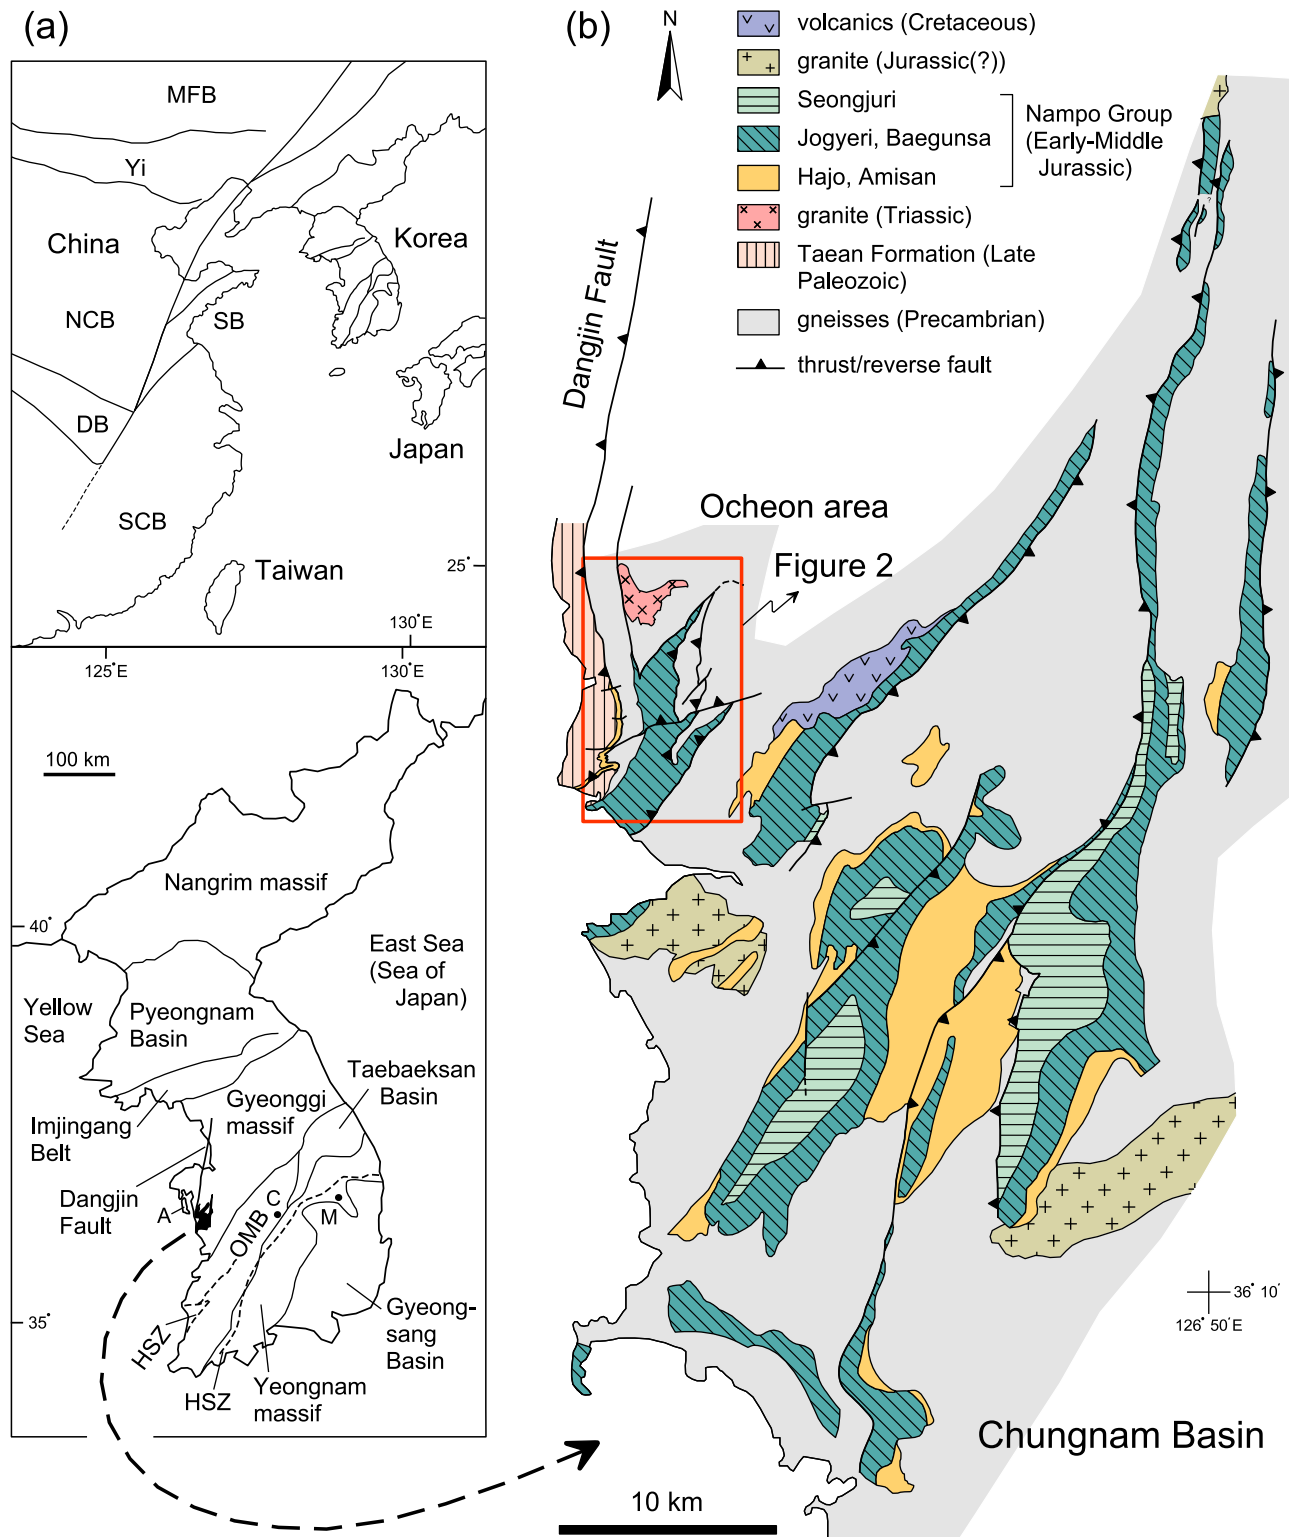 (a)
MFB
Yi
China
Korea
NCB
SB
DB
Japan
SCB
Taiwan
25°
130°E
125°E
130°E
100 km
Nangrim massif
40°
East Sea
(Sea of
Japan)
Yellow
Sea
Pyeongnam
Basin
Taebaeksan
Basin
Gyeonggi
massif
Imjingang
Belt
Dangjin
Fault
A
C
M
OMB
Gyeong-
sang
Basin
35°
HSZ
HSZ
Yeongnam
massif
(b)
N
volcanics (Cretaceous)
granite (Jurassic(?))
Seongjuri
Jogyeri, Baegunsa
Hajo, Amisan
Nampo Group
(Early-Middle
Jurassic)
granite (Triassic)
Taean Formation (Late
Paleozoic)
gneisses (Precambrian)
thrust/reverse fault
Dangjin Fault
?
Ocheon area
Figure 2
36° 10'
126° 50'E
Chungnam Basin
10 km